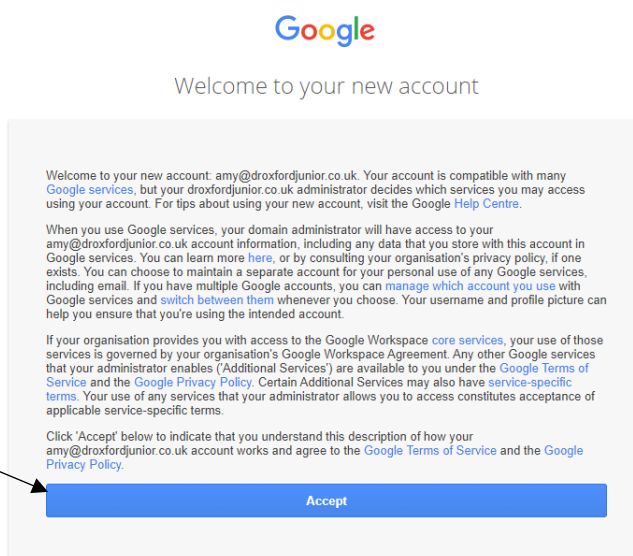 Google
Welcome to your new account
Welcome to your new account: amy@droxfordjunior.co.uk. Your account is compatible with many
Google services, but your droxfordjunior.co.uk administrator decides which services you may access
using your account. For tips about using your new account, visit the Google Help Centre.
When you use Google services, your domain administrator will have access to your
amy@droxfordjunior.co.uk account information, including any data that you store with this account in
Google services. You can learn more here, or by consulting your organisation's privacy policy, if one
exists. You can choose to maintain a separate account for your personal use of any Google services,
including email. If you have multiple Google accounts, you can manage which account you use with
Google services and switch between them whenever you choose. Your username and profile picture can
help you ensure that you're using the intended account.
If your organisation provides you with access to the Google Workspace core services, your use of those
services is governed by your organisation's Google Workspace Agreement. Any other Google services
that your administrator enables ('Additional Services') are available to you under the Google Terms of
Service and the Google Privacy Policy. Certain Additional Services may also have service-specific
terms. Your use of any services that your administrator allows you to access constitutes acceptance of
applicable service-specific terms.
Click 'Accept' below to indicate that you understand this description of how your
amy@droxfordjunior.co.uk account works and agree to the Google Terms of Service and the Google
Privacy Policy.
Accept